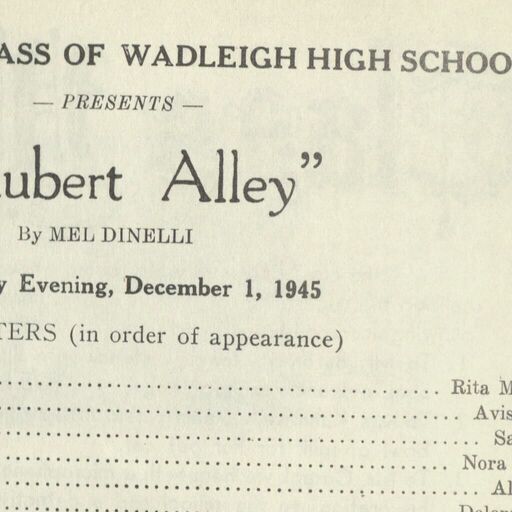 ASS OF WADLEIGH HIGH SCHOO
— PRESENTS —
ubert Alley”
By MEL DINELLI
y Evening, December 1, 1945
TERS (in order of appearance)
Rita M
Avis
Sa
Nora
Al